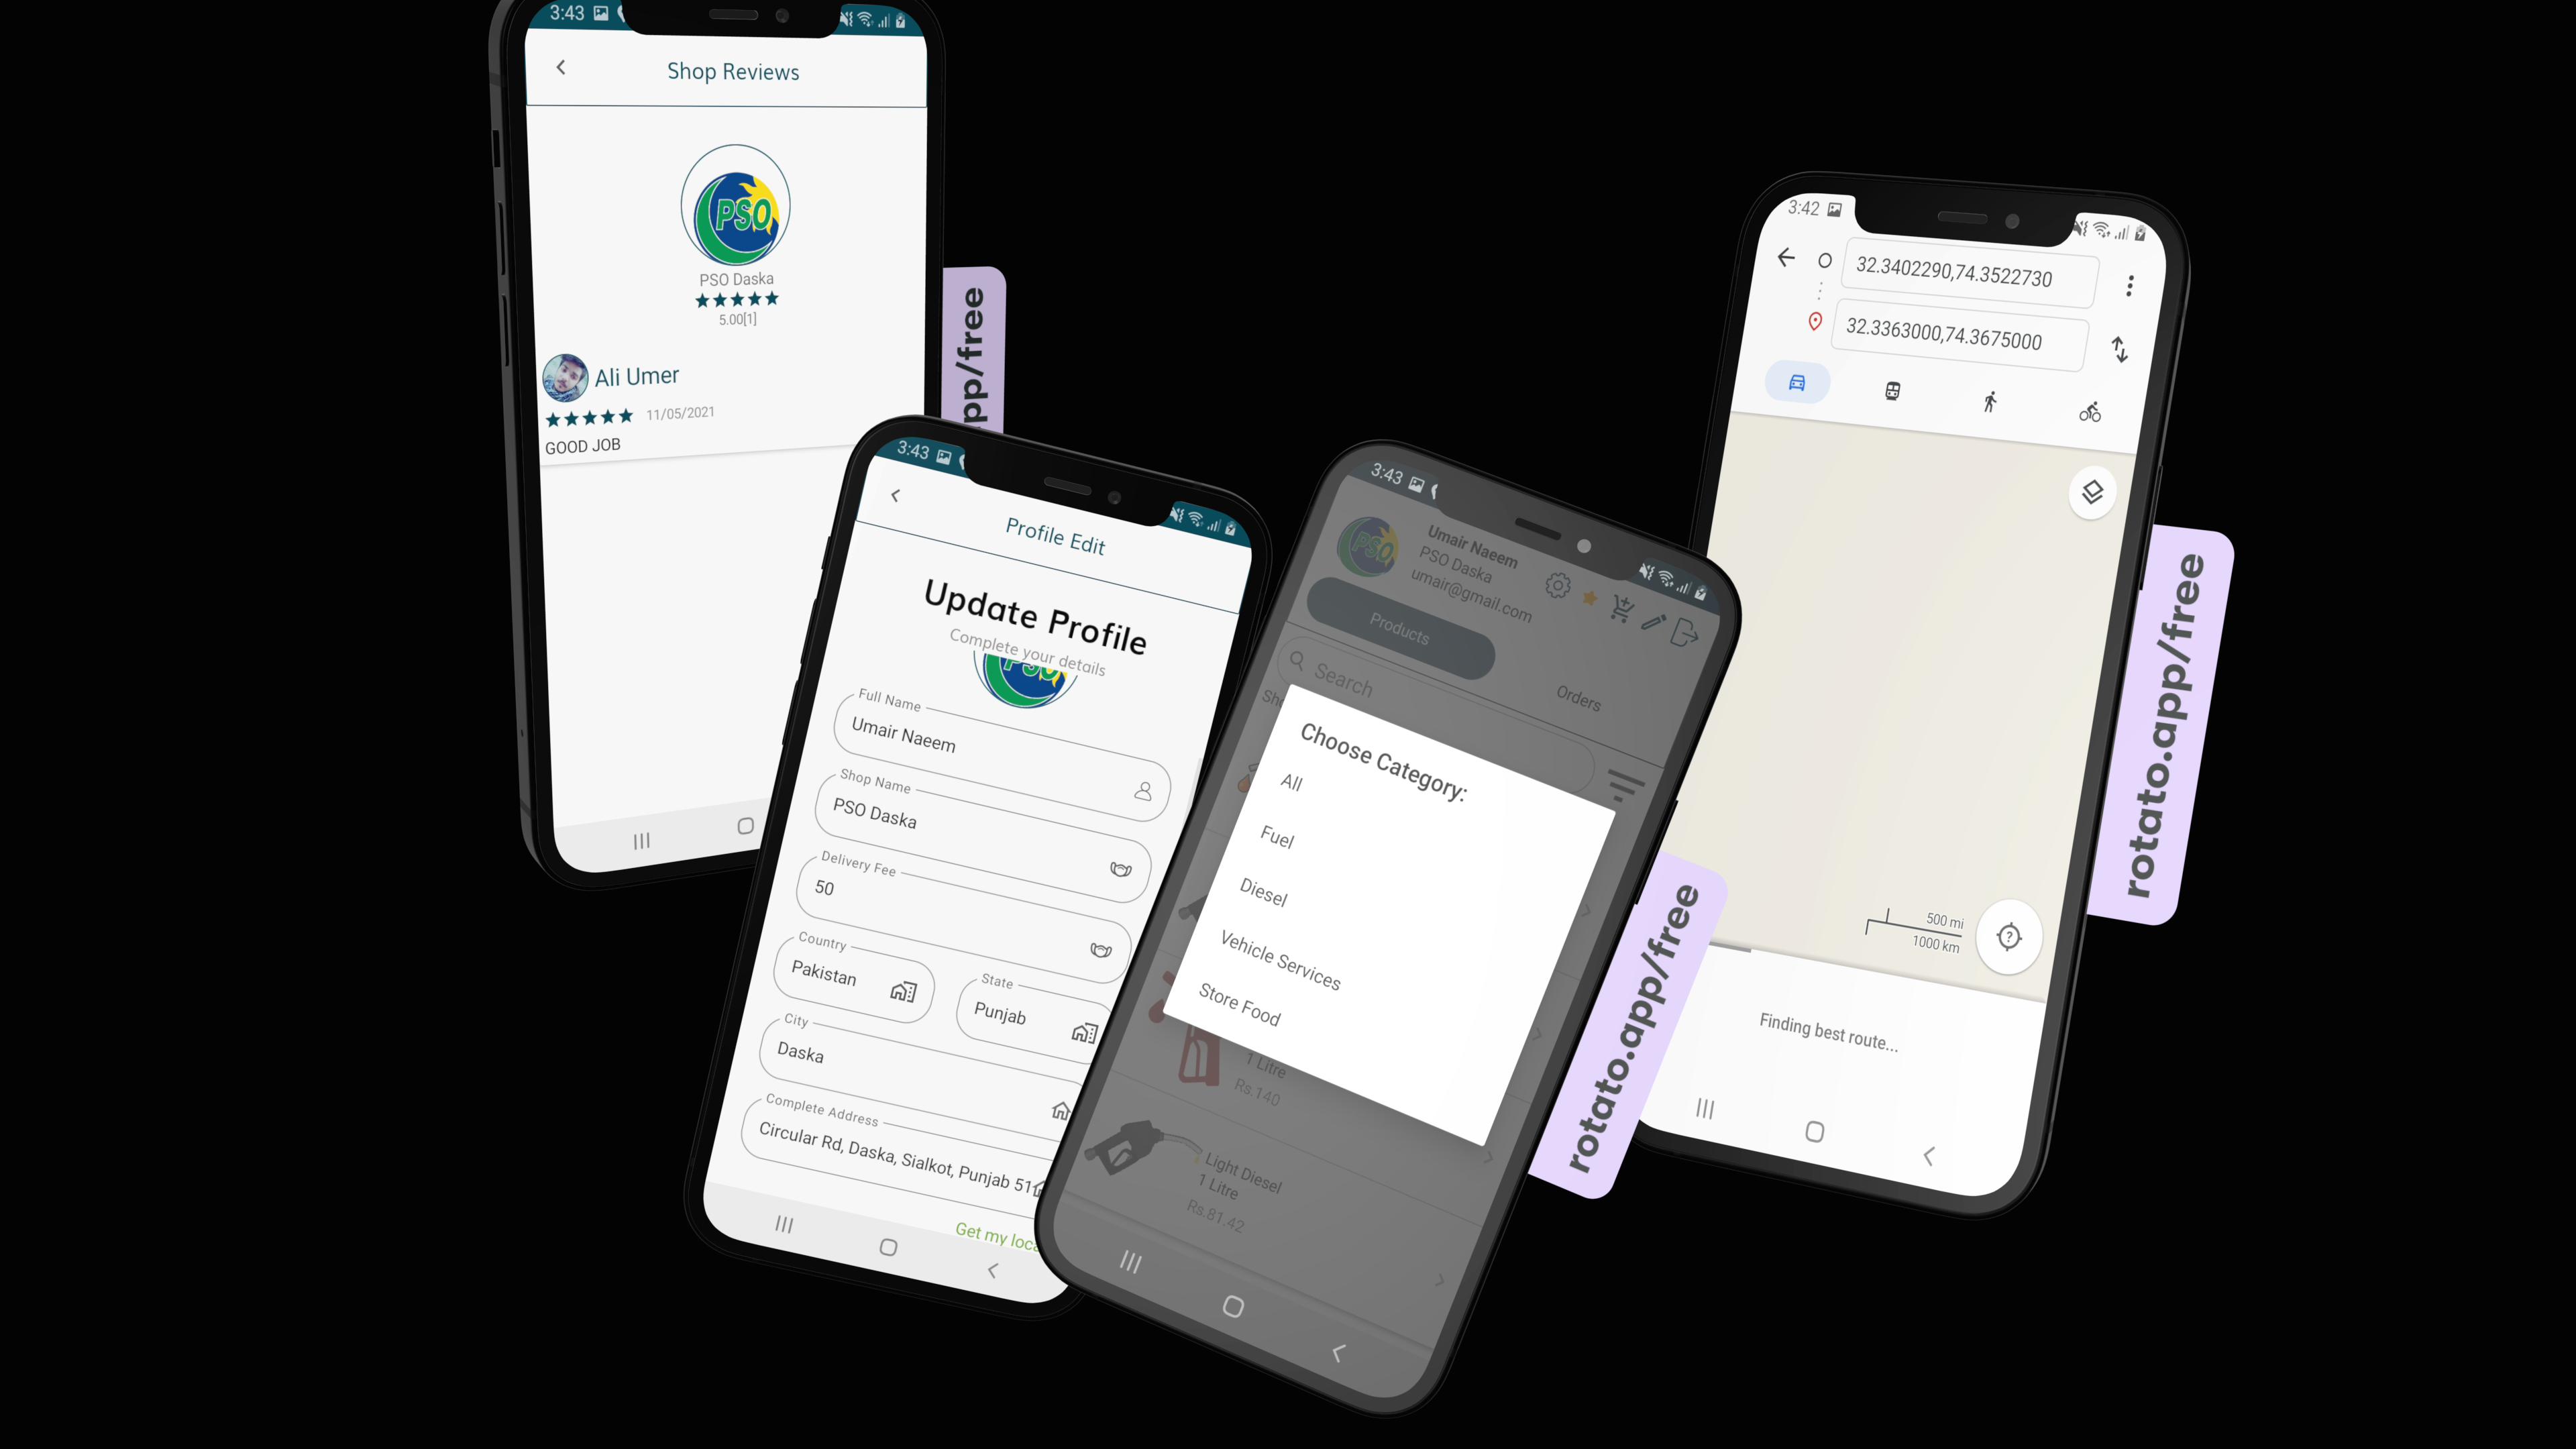 3:43
Shop Reviews
PSO
PSO Daska
5.00[1]
Ali Umer
11/05/2021
GOOD JOB
pp/free
3:43
Profile Edit
Update Profile
Complete your details
PSO
Full Name
Umair Naeem
Shop Name
PSO Daska
Delivery Fee
50
Country
Pakistan
State
Punjab
City
Daska
Complete Address
Circular Rd, Daska, Sialkot, Punjab 51
Get my loca
3:43
PSO
Umair Naeem
PSO Daska
umair@gmail.com
Products
Orders
Search
Choose Category:
All
Fuel
Diesel
Vehicle Services
Store Food
1 Litre
Rs.140
Light Diesel
1 Litre
Rs.81.42
rotato.app/free
3:42
32.3402290,74.3522730
32.3363000,74.3675000
500 mi
1000 km
Finding best route...
rotato.app/free